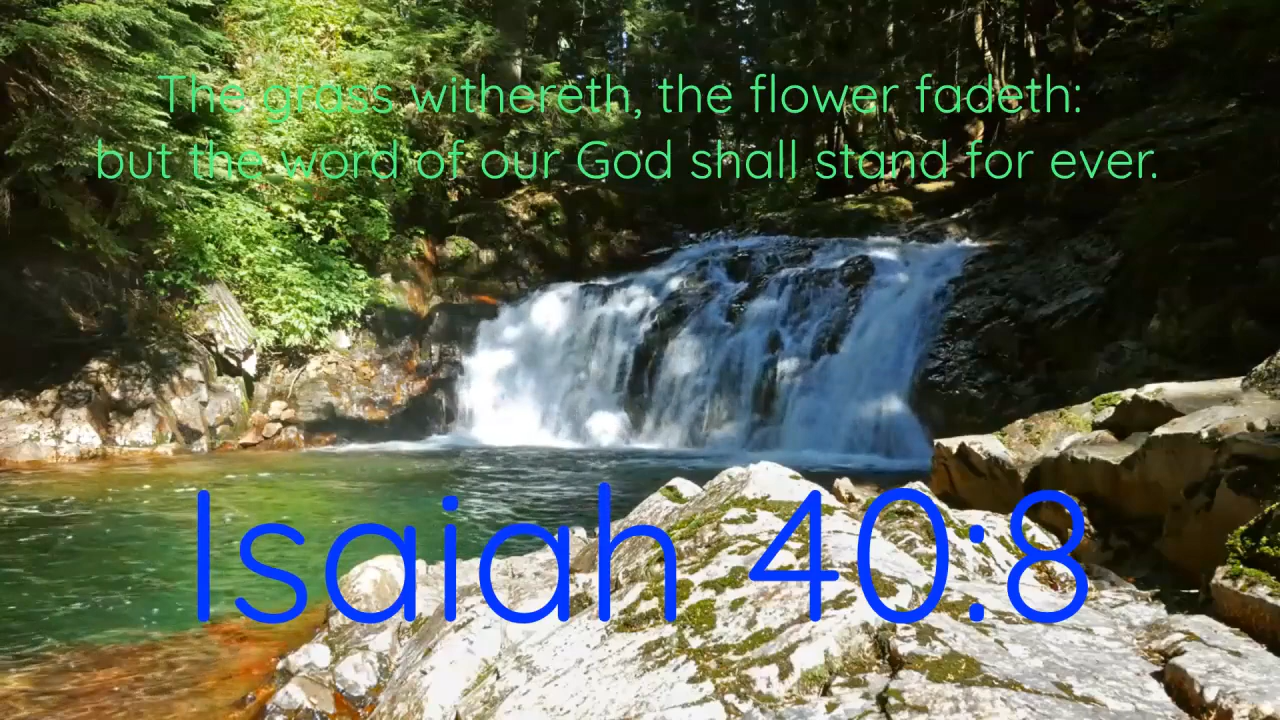 The grass withereth, the flower fadeth:
but the word of our God shall stand for ever.
Isaiah 40:8